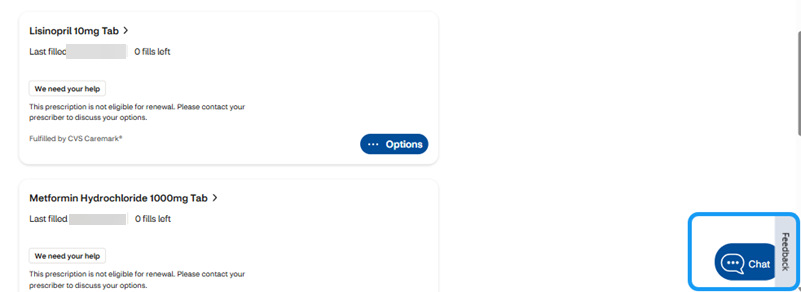 Lisinopril 10mg Tab
Last filled 0 fills left
We need your help
This prescription is not eligible for renewal. Please contact your
prescriber to discuss your options.
Fulfilled by CVS Caremark®
Options
Metformin Hydrochloride 1000mg Tab
Last filled 0 fills left
We need your help
This prescription is not eligible for renewal. Please contact your
prescriber to discuss your options.
Chat
Feedback